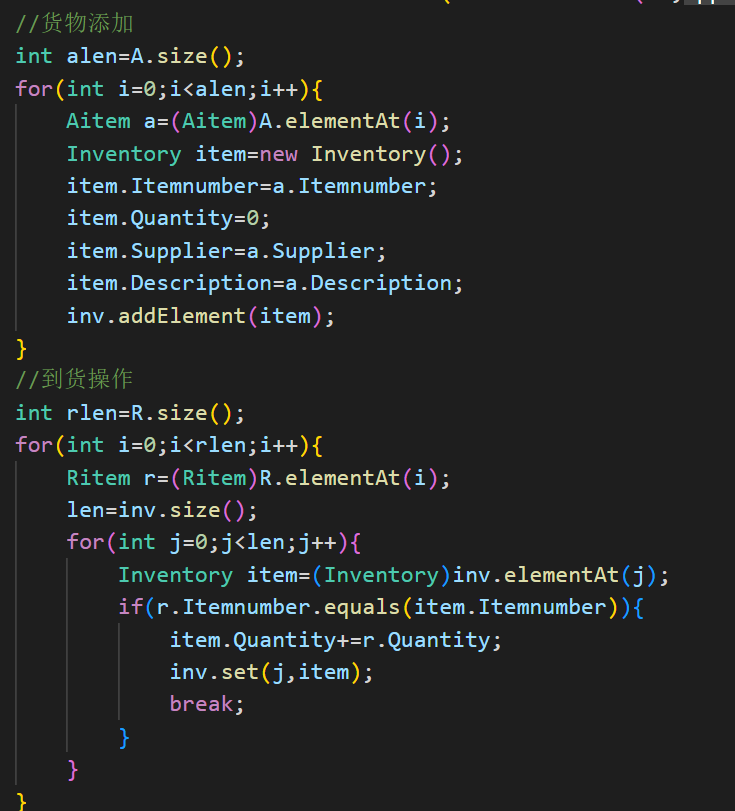 //货物添加
int alen=A.size();
for(int i=0;i<alen;i++){
    Aitem a=(Aitem)A.elementAt(i);
    Inventory item=new Inventory();
    item.Itemnumber=a.Itemnumber;
    item.Quantity=0;
    item.Supplier=a.Supplier;
    item.Description=a.Description;
    inv.addElement(item);
}
//到货操作
int rlen=R.size();
for(int i=0;i<rlen;i++){
    Ritem r=(Ritem)R.elementAt(i);
    len=inv.size();
    for(int j=0;j<len;j++){
        Inventory item=(Inventory)inv.elementAt(j);
        if(r.Itemnumber.equals(item.Itemnumber)){
            item.Quantity+=r.Quantity;
            inv.set(j,item);
            break;
        }
    }
}